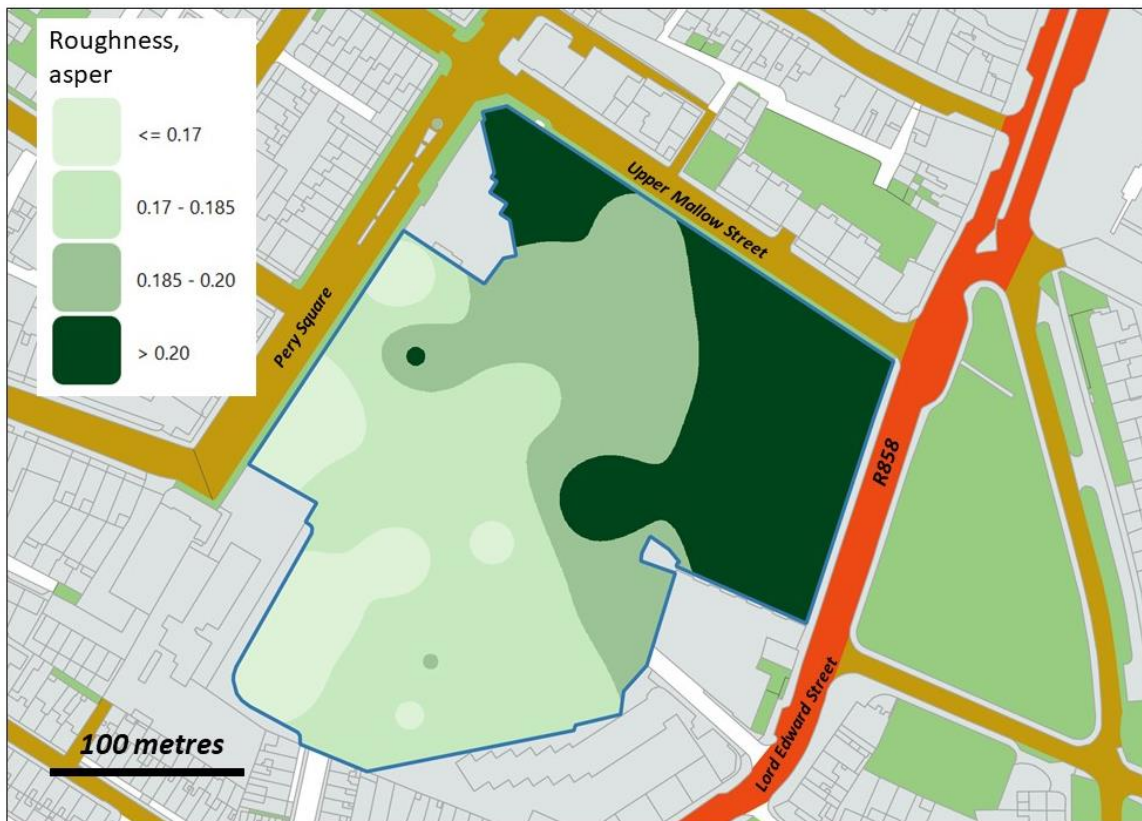 Roughness,
asper
<= 0.17
0.17 - 0.185
0.185 - 0.20
> 0.20
Upper Mallow Street
Pery Square
R858
Lord Edward Street
100 metres